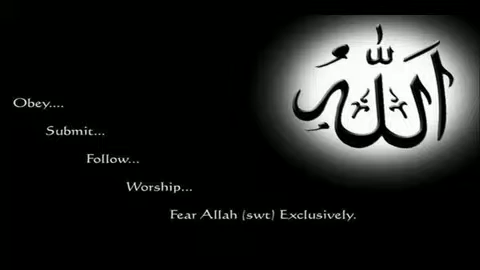 الله
Obey....
Submit...
Follow...
Worship...
Fear Allah (swt) Exclusively.